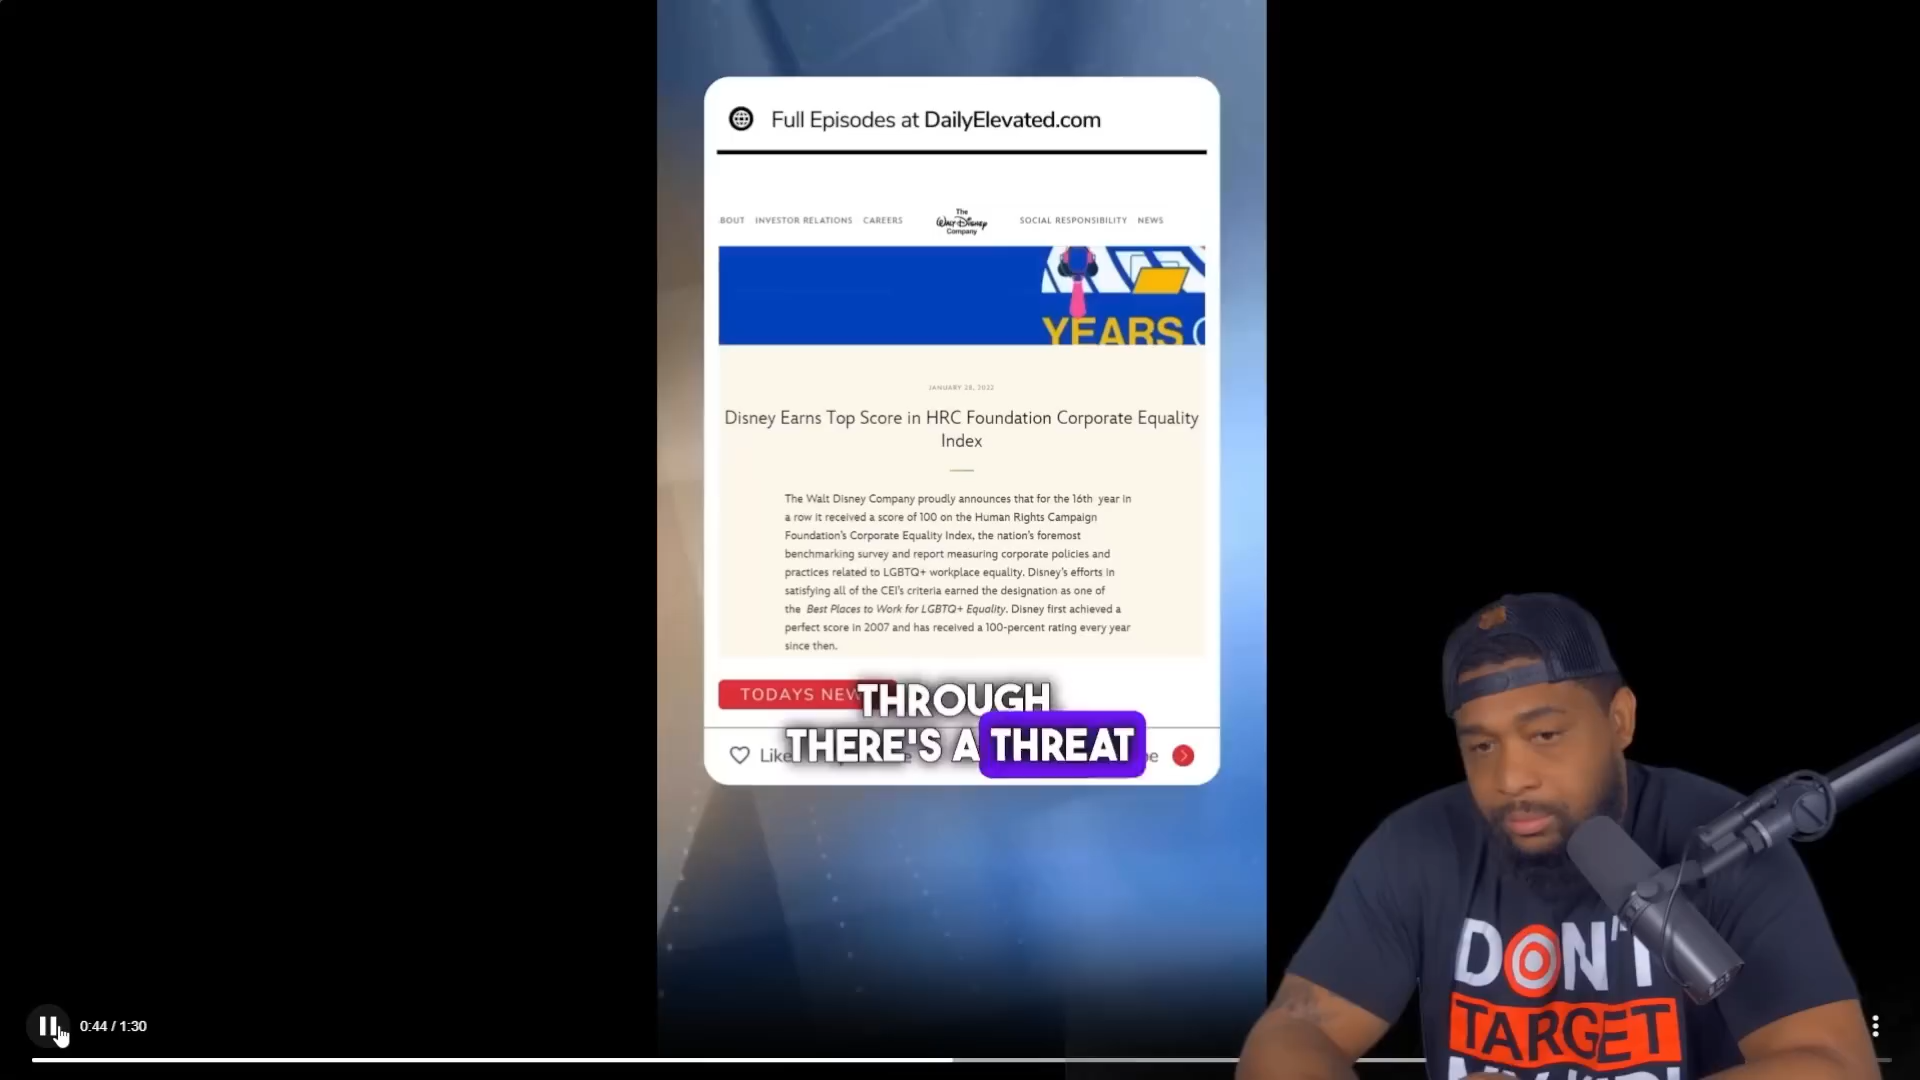 Full Episodes at DailyElevated.com
BOUT INVESTOR RELATIONS CAREERS The Walt Disney Company SOCIAL RESPONSIBILITY NEWS
YEARS
JANUARY 28, 2022
Disney Earns Top Score in HRC Foundation Corporate Equality
Index
The Walt Disney Company proudly announces that for the 16th year in
a row it received a score of 100 on the Human Rights Campaign
Foundation's Corporate Equality Index, the nation's foremost
benchmarking survey and report measuring corporate policies and
practices related to LGBTQ+ workplace equality. Disney's efforts in
satisfying all of the CEI's criteria earned the designation as one of
the Best Places to Work for LGBTQ+ Equality. Disney first achieved a
perfect score in 2007 and has received a 100-percent rating every year
since then.
TODAYS NEW
THROUGH
THERE'S A THREAT
Like
DON'T
TARGET
0:44 / 1:30